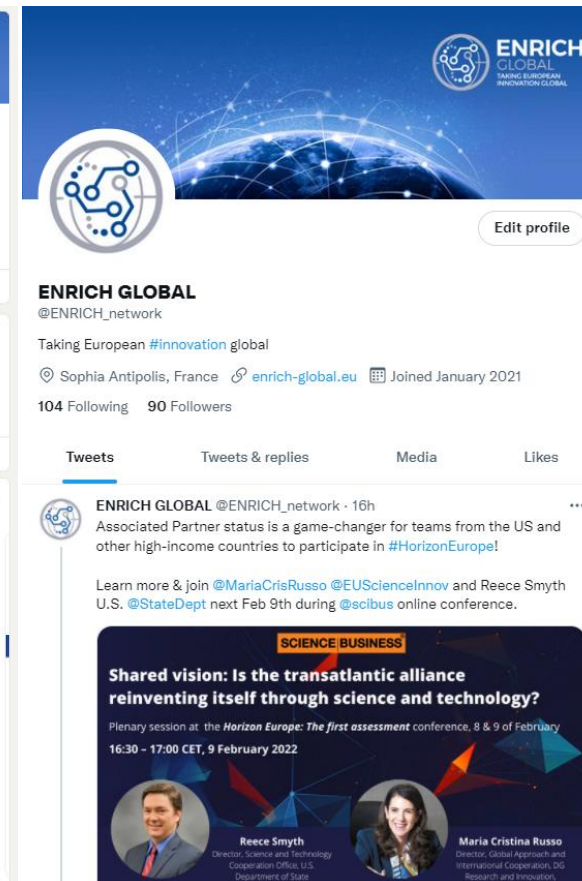 ENRICH
GLOBAL
TAKING EUROPEAN
INNOVATION GLOBAL
Edit profile
ENRICH GLOBAL
@ENRICH_network
Taking European #innovation global
Sophia Antipolis, France enrich-global.eu Joined January 2021
104 Following 90 Followers
Tweets Tweets & replies Media Likes
ENRICH GLOBAL @ENRICH_network · 16h
Associated Partner status is a game-changer for teams from the US and
other high-income countries to participate in #HorizonEurope!
Learn more & join @MariaCrisRusso @EUScienceInnov and Reece Smyth
U.S. @StateDept next Feb 9th during @scibus online conference.
SCIENCE|BUSINESS
Shared vision: Is the transatlantic alliance
reinventing itself through science and technology?
Plenary session at the Horizon Europe: The first assessment conference, 8 & 9 of February
16:30 – 17:00 CET, 9 February 2022
Reece Smyth
Director, Science and Technology
Cooperation Office, U.S.
Department of State
Maria Cristina Russo
Director, Global Approach and
International Cooperation, DG
Research and Innovation,